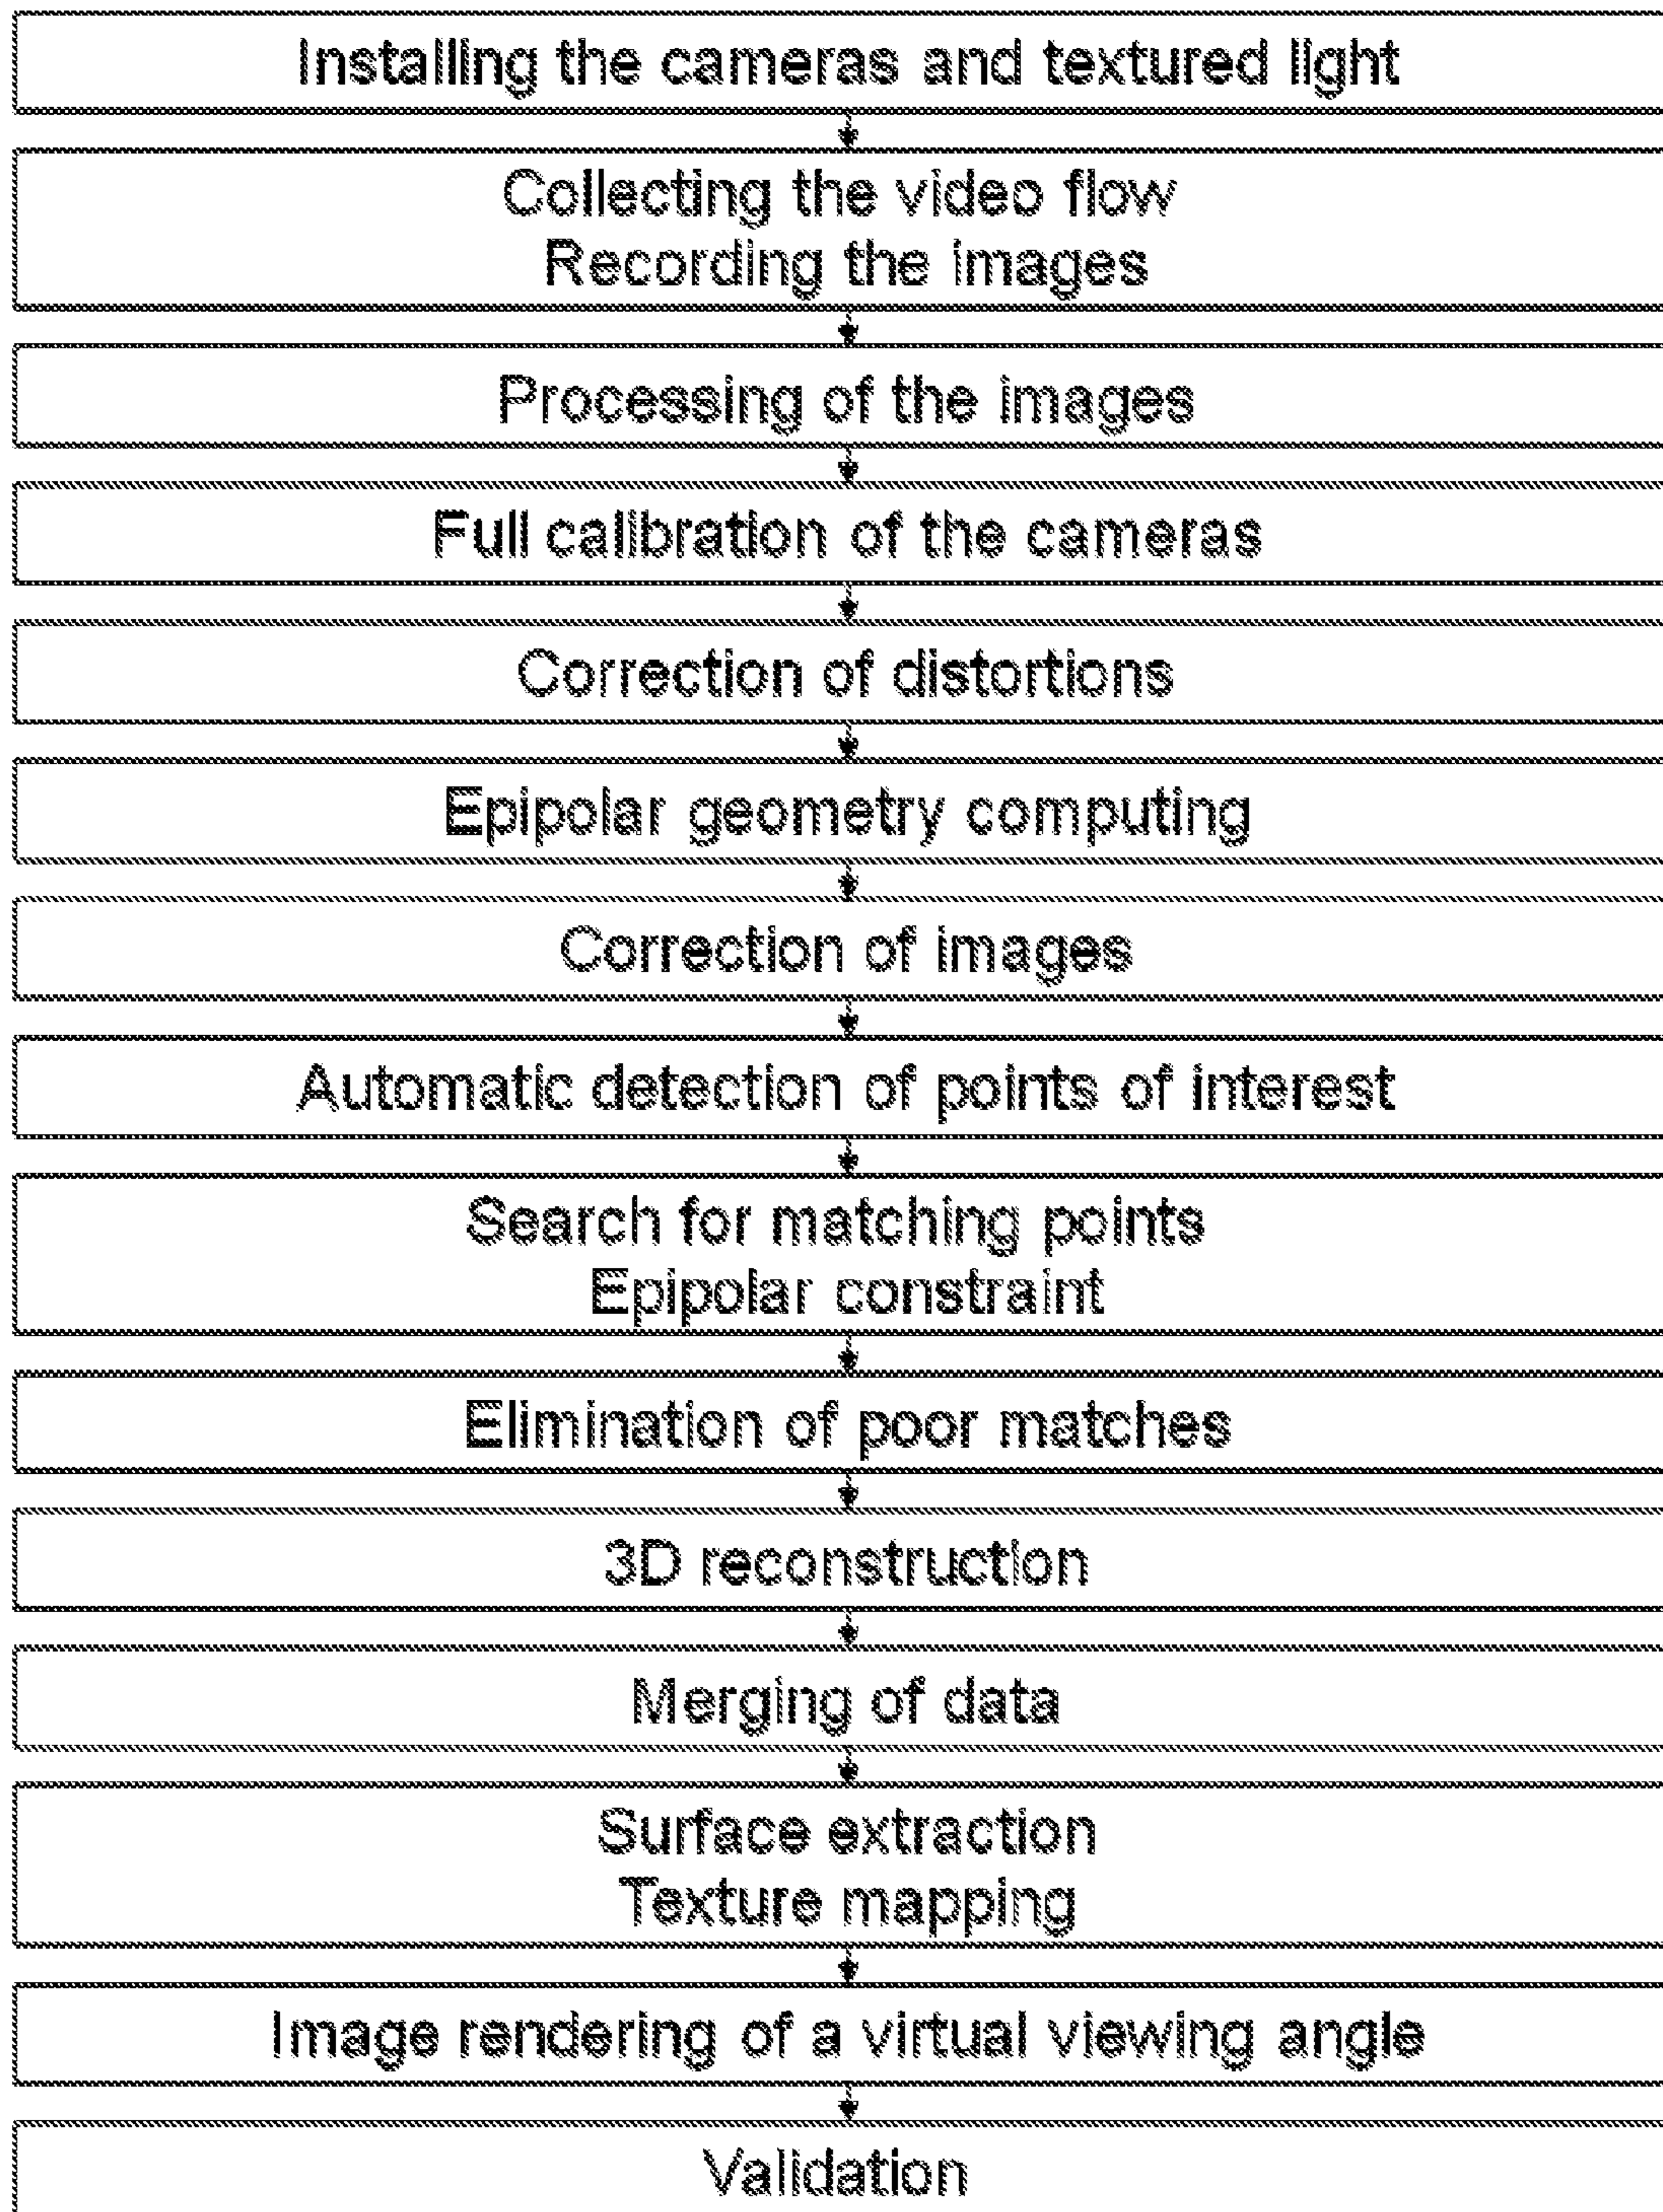 Installing the cameras and textured light
Collecting the video flow
Recording the images
Processing of the images
Full calibration of the cameras
Correction of distortions
Epipolar geometry computing
Correction of images
Automatic detection of points of interest
Search for matching points
Epipolar constraint
Elimination of poor matches
3D reconstruction
Merging of data
Surface extraction
Texture mapping
Image rendering of a virtual viewing angle
Validation